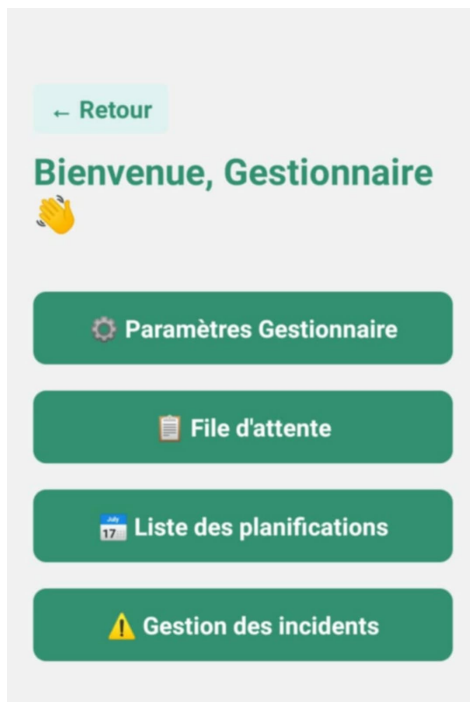 ← Retour
Bienvenue, Gestionnaire
👋
⚙️ Paramètres Gestionnaire
📋 File d'attente
📅 Liste des planifications
⚠️ Gestion des incidents